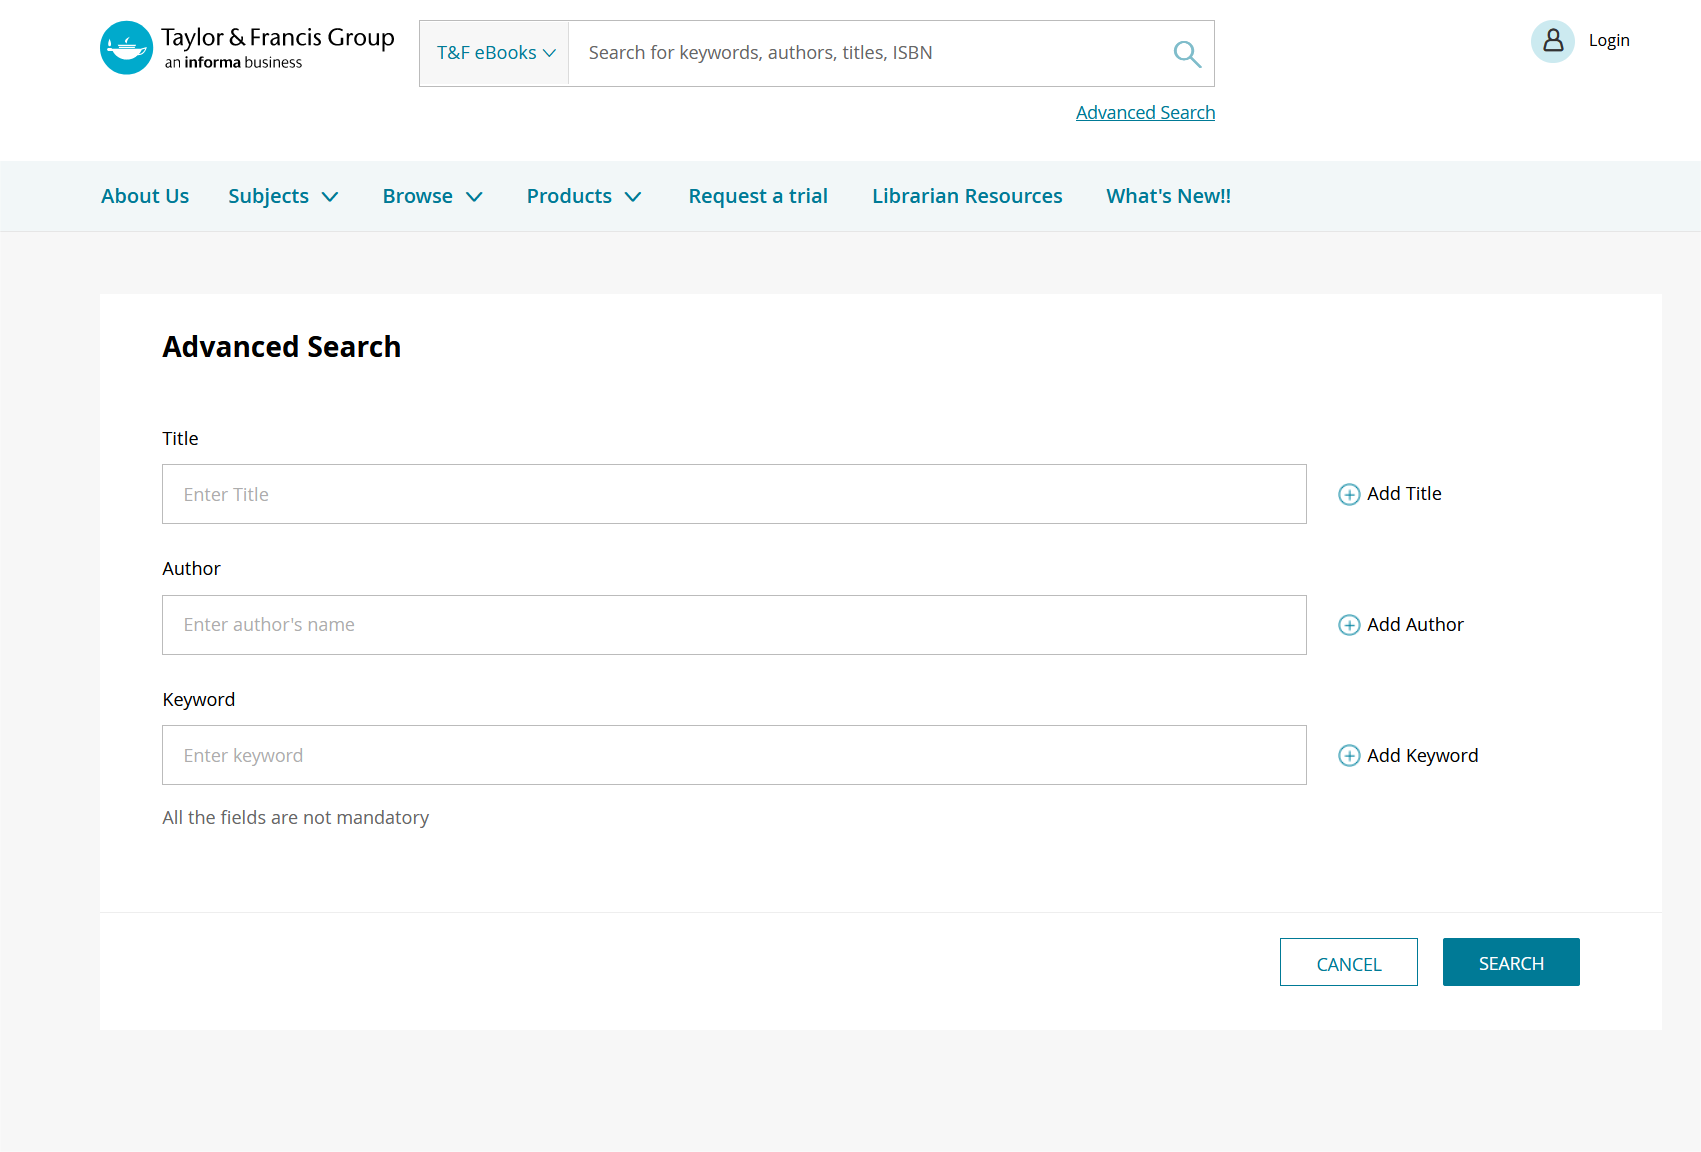 Taylor & Francis Group
an informa business
T&F eBooks
Search for keywords, authors, titles, ISBN
Login
Advanced Search
About Us Subjects Browse Products Request a trial Librarian Resources What's New!!
Advanced Search
Title
Enter Title
Add Title
Author
Enter author's name
Add Author
Keyword
Enter keyword
Add Keyword
All the fields are not mandatory
CANCEL SEARCH